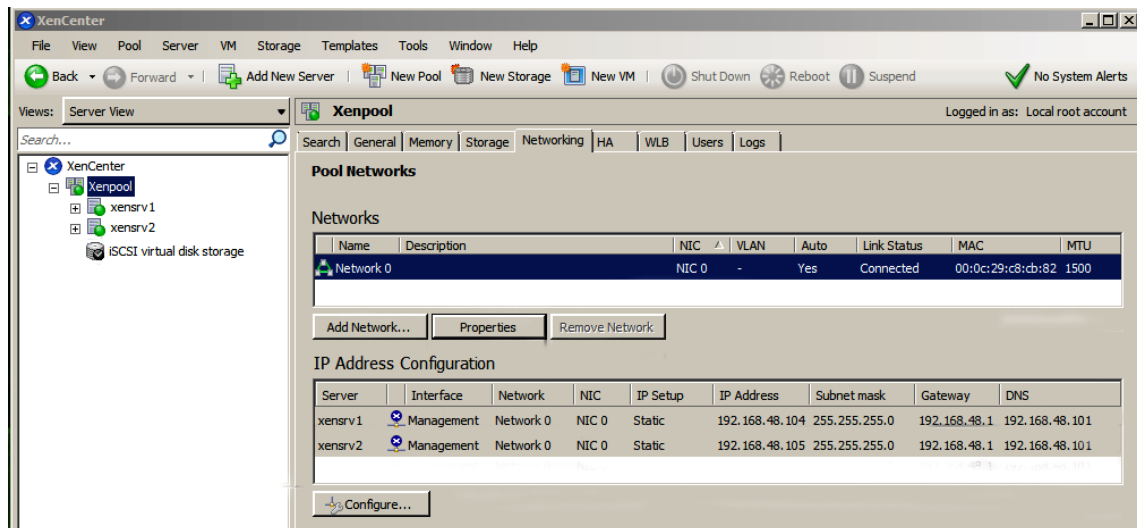 XenCenter
File View Pool Server VM Storage Templates Tools Window Help
Back Forward Add New Server New Pool New Storage New VM Shut Down Reboot Suspend No System Alerts
Views: Server View Xenpool Logged in as: Local root account
Search... Search General Memory Storage Networking HA WLB Users Logs
XenCenter
Xenpool
xensrv1
xensrv2
iSCSI virtual disk storage
Pool Networks
Networks
Name Description NIC VLAN Auto Link Status MAC MTU
Network 0 NIC 0 - Yes Connected 00:0c:29:c8:cb:82 1500
Add Network... Properties Remove Network
IP Address Configuration
Server Interface Network NIC IP Setup IP Address Subnet mask Gateway DNS
xensrv1 Management Network 0 NIC 0 Static 192.168.48.104 255.255.255.0 192.168.48.1 192.168.48.101
xensrv2 Management Network 0 NIC 0 Static 192.168.48.105 255.255.255.0 192.168.48.1 192.168.48.101
Configure...